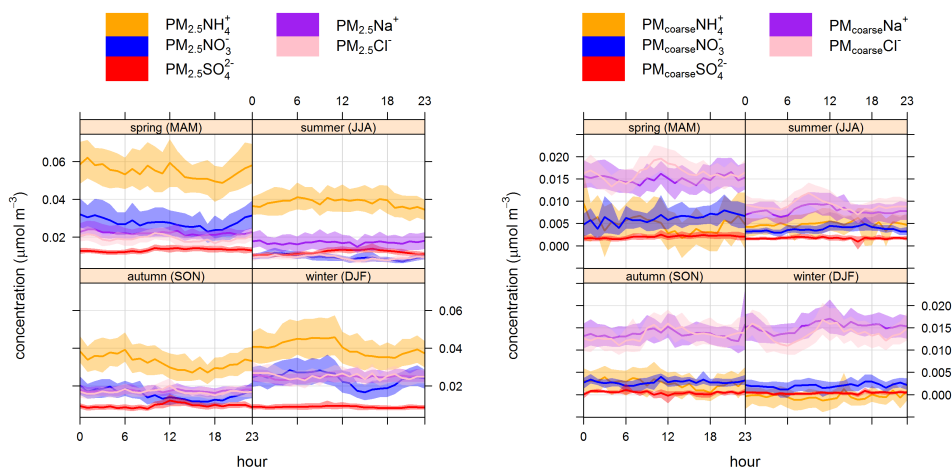 PM₂.₅NH₄⁺ PM₂.₅Na⁺
PM₂.₅NO₃⁻ PM₂.₅Cl⁻
PM₂.₅SO₄²⁻
0 6 12 18 23
spring (MAM) summer (JJA)
0.06
0.04
0.02
autumn (SON) winter (DJF)
0.06
0.04
0.02
0 6 12 18 23
concentration (μmol m⁻³)
hour
PMcoarseNH₄⁺ PMcoarseNa⁺
PMcoarseNO₃⁻ PMcoarseCl⁻
PMcoarseSO₄²⁻
0 6 12 18 23
spring (MAM) summer (JJA)
0.020
0.015
0.010
0.005
0.000
autumn (SON) winter (DJF)
0.020
0.015
0.010
0.005
0.000
0 6 12 18 23
concentration (μmol m⁻³)
hour